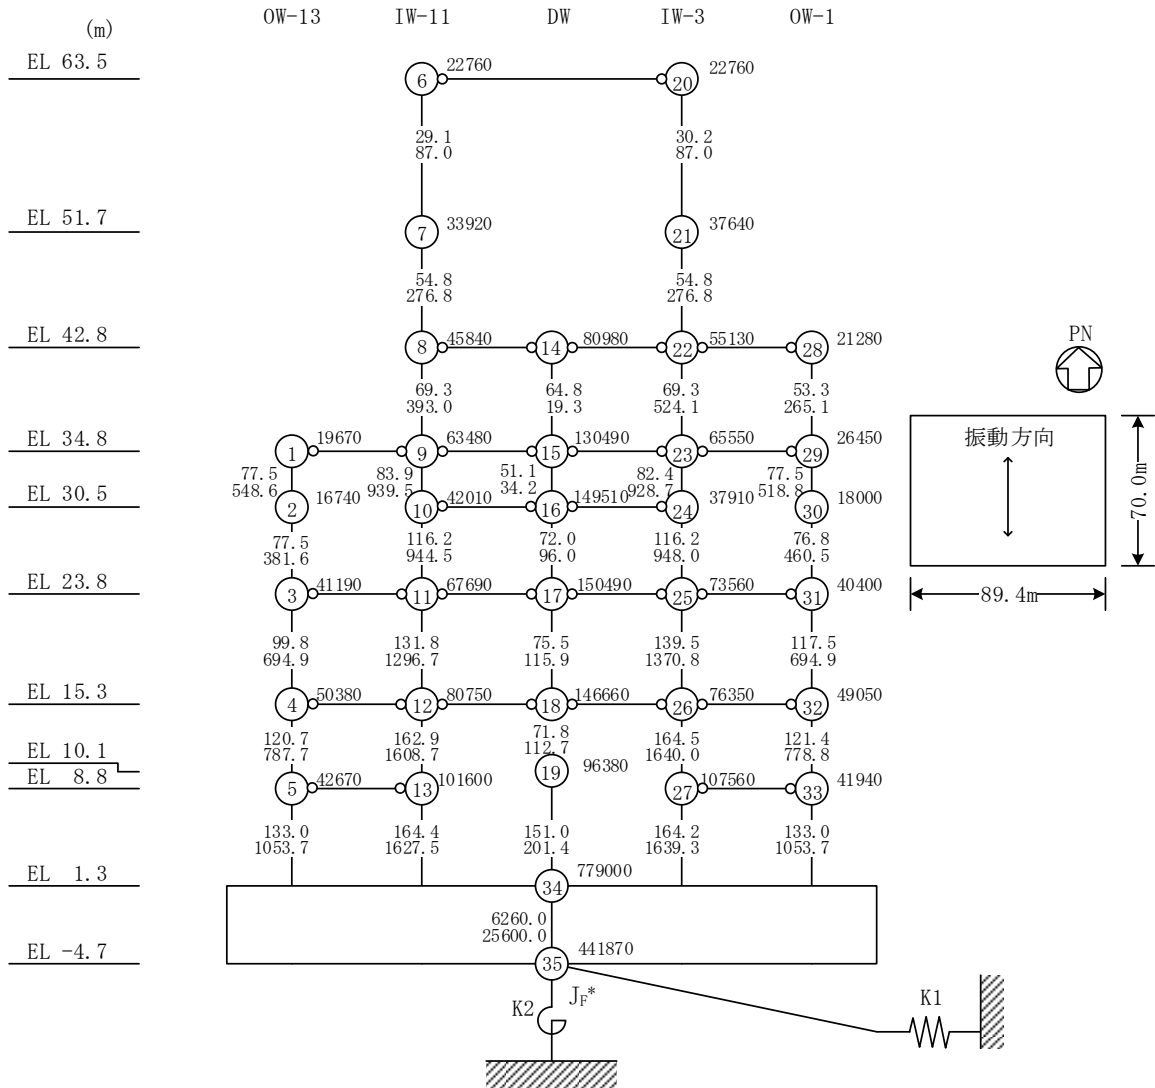 OW-13 IW-11 DW IW-3 OW-1
(m)
EL 63.5
6 22760 20 22760
29.1 30.2
87.0 87.0
EL 51.7
7 33920 21 37640
54.8 54.8
276.8 276.8
EL 42.8
8 45840 14 80980 22 55130 28 21280
PN
69.3 64.8 69.3 53.3
393.0 19.3 524.1 265.1
EL 34.8
1 19670 9 63480 15 130490 23 65550 29 26450
振動方向
77.5 83.9 51.1 82.4 77.5
548.6 939.5 34.2 928.7 518.8
EL 30.5
2 16740 10 42010 16 149510 24 37910 30 18000
70.0m
77.5 116.2 72.0 116.2 76.8
381.6 944.5 96.0 948.0 460.5
EL 23.8
3 41190 11 67690 17 150490 25 73560 31 40400
89.4m
99.8 131.8 75.5 139.5 117.5
694.9 1296.7 115.9 1370.8 694.9
EL 15.3
4 50380 12 80750 18 146660 26 76350 32 49050
120.7 162.9 71.8 164.5 121.4
787.7 1608.7 112.7 1640.0 778.8
EL 10.1
19 96380
EL 8.8
5 42670 13 101600 27 107560 33 41940
133.0 164.4 151.0 164.2 133.0
1053.7 1627.5 201.4 1639.3 1053.7
EL 1.3
34 779000
6260.0
25600.0
EL -4.7
35 441870
K2 JF* K1